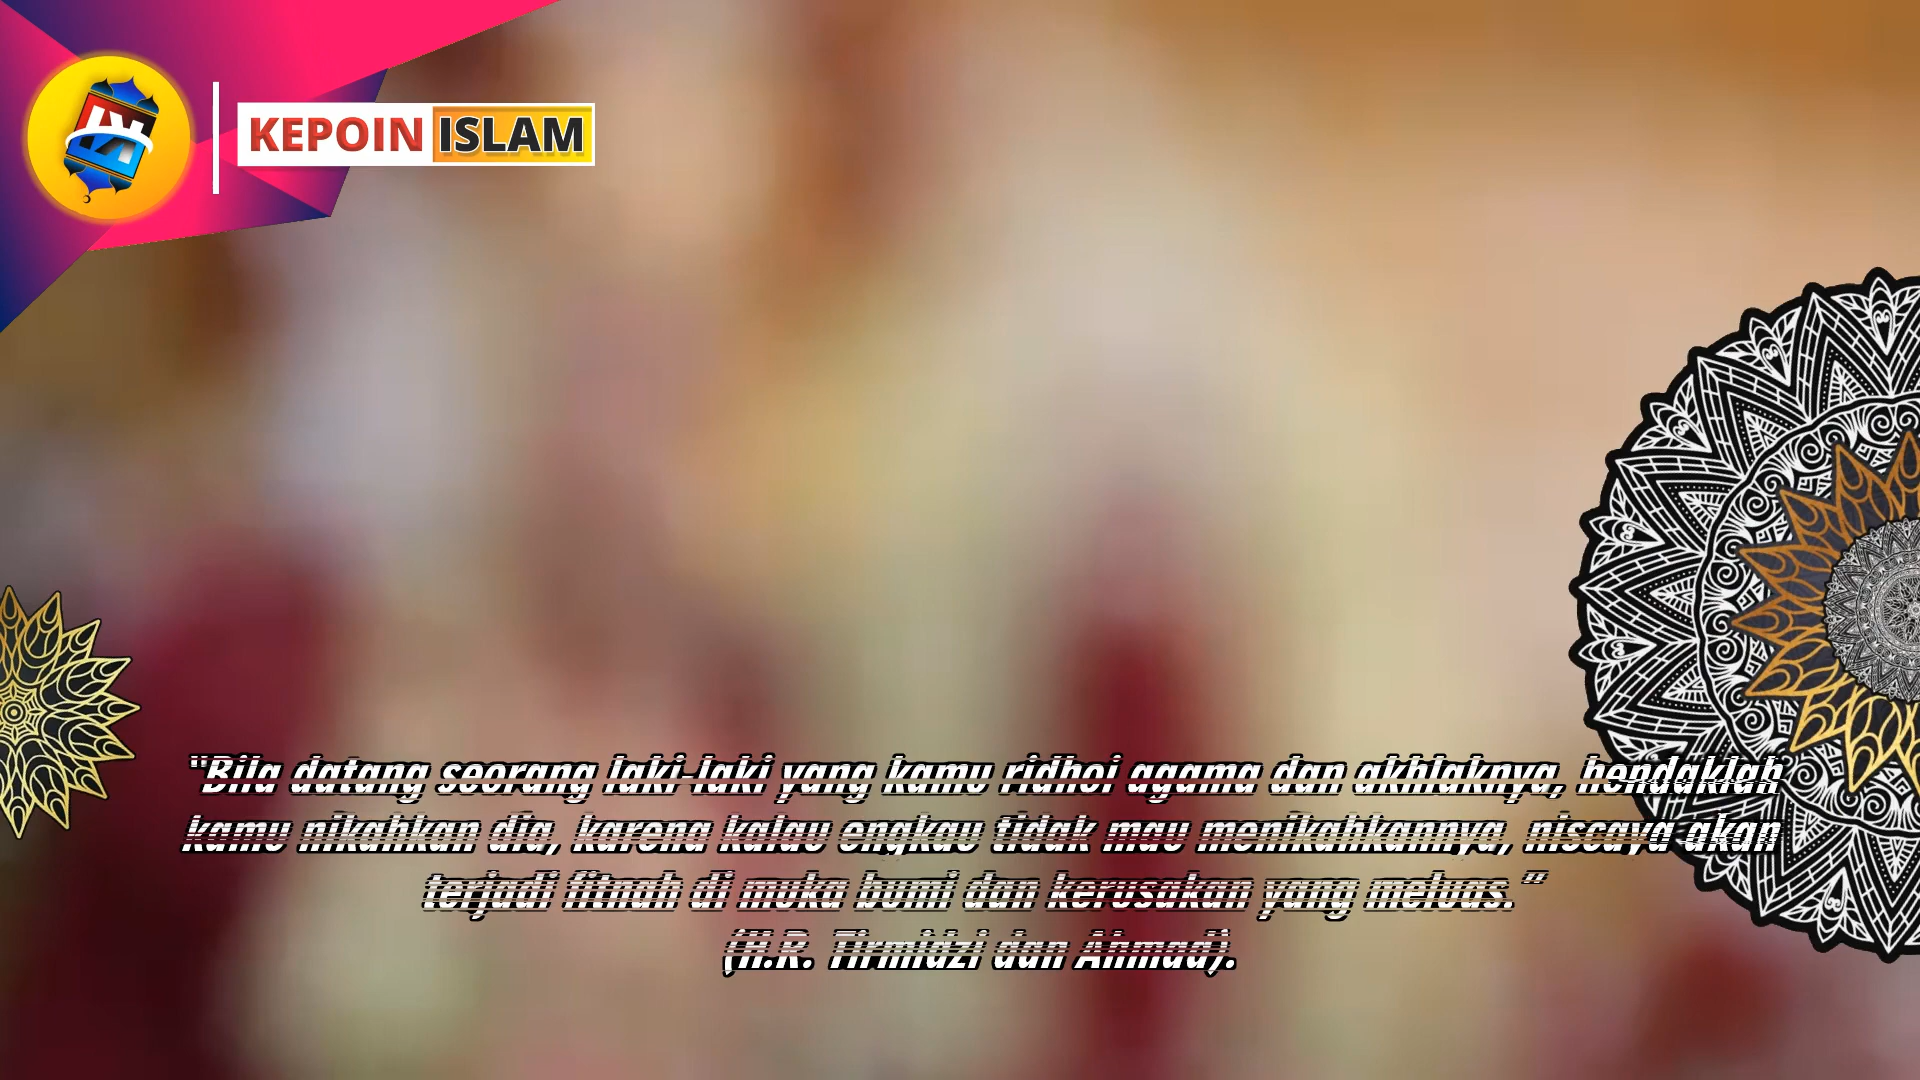 KEPOIN ISLAM
"Bila datang seorang laki-laki yang kamu ridhoi agama dan akhlaknya, hendaklah
kamu nikahkan dia, karena kalau engkau tidak mau menikahkannya, niscaya akan
terjadi fitnah di muka bumi dan kerusakan yang meluas."
(H.R. Tirmidzi dan Ahmad).